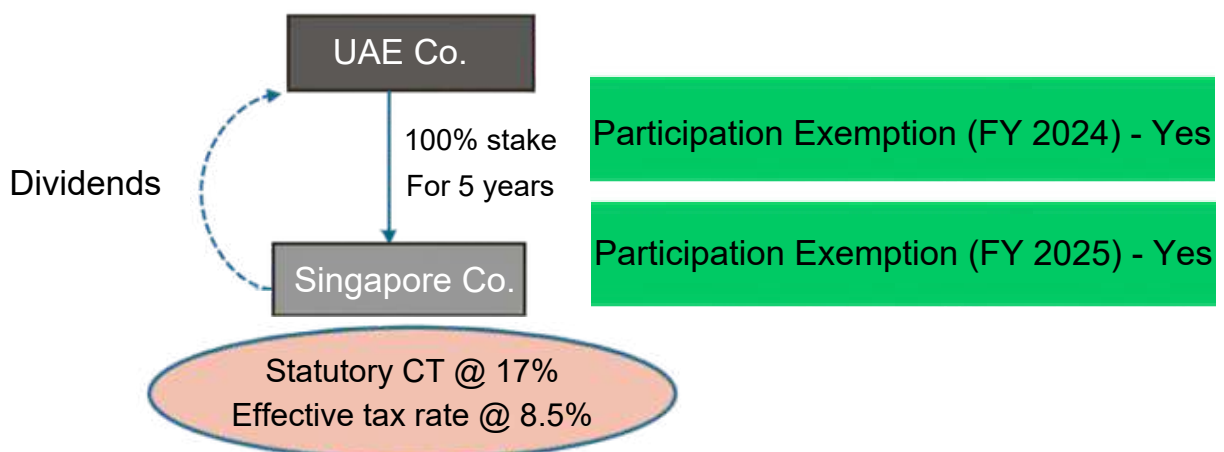 UAE Co.
100% stake
For 5 years
Dividends
Singapore Co.
Statutory CT @ 17%
Effective tax rate @ 8.5%
Participation Exemption (FY 2024) - Yes
Participation Exemption (FY 2025) - Yes